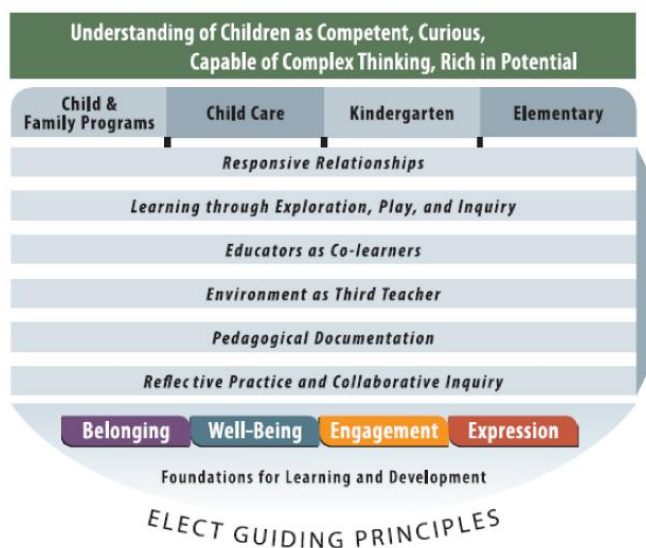 Understanding of Children as Competent, Curious,
Capable of Complex Thinking, Rich in Potential
Child &
Family Programs
Child Care
Kindergarten
Elementary
Responsive Relationships
Learning through Exploration, Play, and Inquiry
Educators as Co-learners
Environment as Third Teacher
Pedagogical Documentation
Reflective Practice and Collaborative Inquiry
Belonging
Well-Being
Engagement
Expression
Foundations for Learning and Development
ELECT GUIDING PRINCIPLES